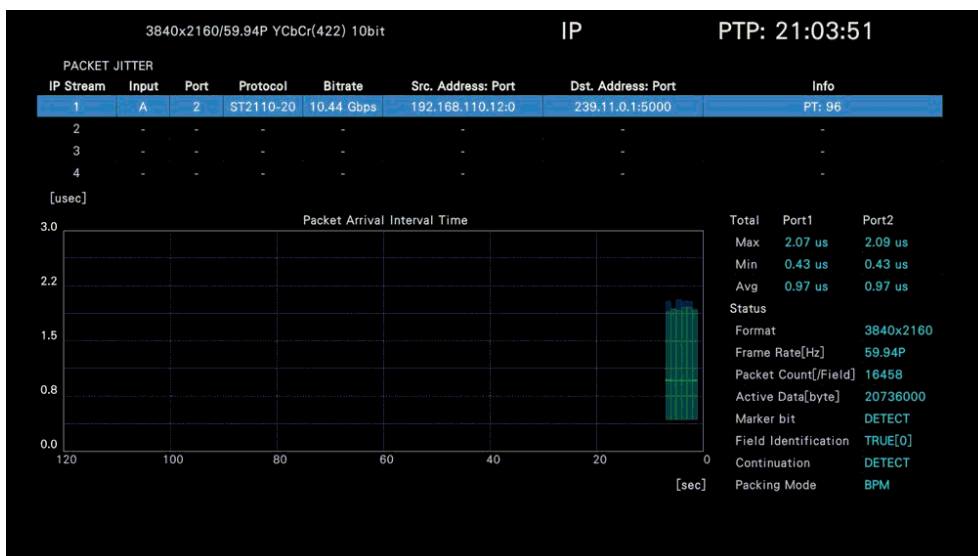 3840x2160/59.94P YCbCr(422) 10bit IP PTP: 21:03:51
PACKET JITTER
IP Stream Input Port Protocol Bitrate Src. Address: Port Dst. Address: Port Info
1 A 2 ST2110-20 10.44 Gbps 192.168.110.12:0 239.11.0.1:5000 PT: 96
2 - - - - - - -
3 - - - - - - -
4 - - - - - - -
[usec]
Packet Arrival Interval Time
3.0
2.2
1.5
0.8
0.0
120 100 80 60 40 20 0
[sec]
Total Port1 Port2
Max 2.07 us 2.09 us
Min 0.43 us 0.43 us
Avg 0.97 us 0.97 us
Status
Format 3840x2160
Frame Rate[Hz] 59.94P
Packet Count[/Field] 16458
Active Data[byte] 20736000
Marker bit DETECT
Field Identification TRUE[0]
Continuation DETECT
Packing Mode BPM